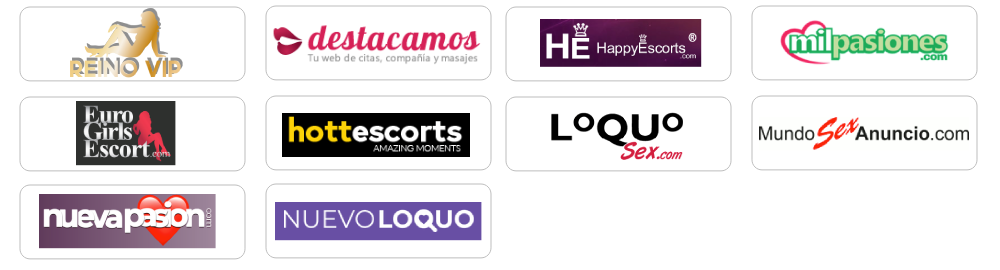 REINO VIP
destacamos
Tu web de citas, compañia y masajes
HE HappyEscorts ®
.com
milpasiones
.com
Euro
Girls
Escort.com
hottescorts
AMAZING MOMENTS
LoQUo
Sex.com
MundoSexAnuncio.com
nuevapasion.com
NUEVOLOQUO